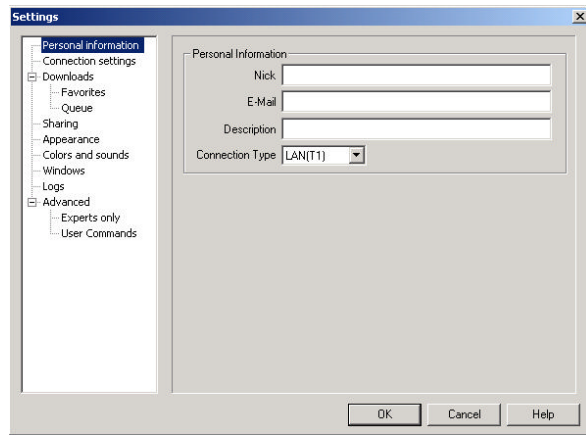 Settings
Personal information
Connection settings
Downloads
Favorites
Queue
Sharing
Appearance
Colors and sounds
Windows
Logs
Advanced
Experts only
User Commands
Personal Information
Nick
E-Mail
Description
Connection Type LAN(T1)
OK Cancel Help